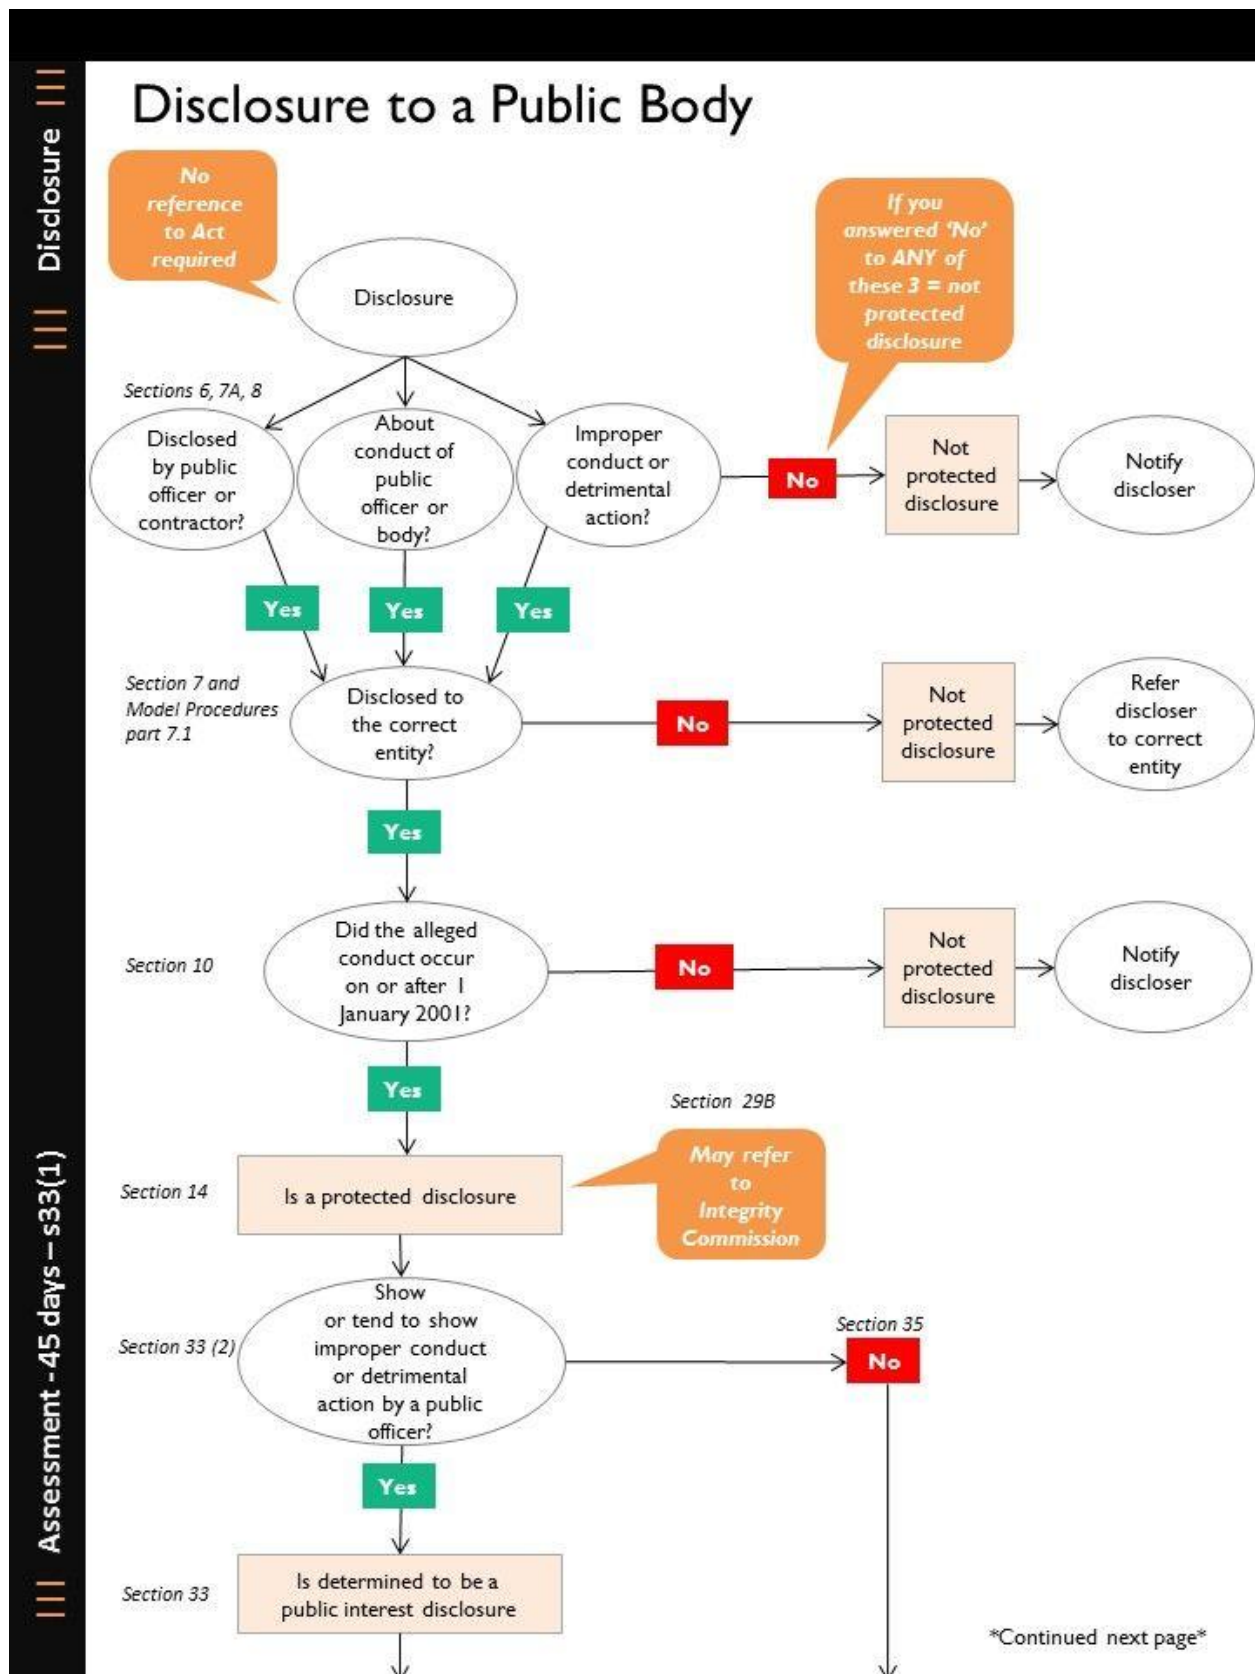 Disclosure to a Public Body
Disclosure
No
reference
to Act
required
If you
answered ‘No’
to ANY of
these 3 = not
protected
disclosure
Disclosure
Sections 6, 7A, 8
Disclosed
by public
officer or
contractor?
About
conduct of
public
officer or
body?
Improper
conduct or
detrimental
action?
No
Not
protected
disclosure
Notify
discloser
Yes
Yes
Yes
Section 7 and
Model Procedures
part 7.1
Disclosed to
the correct
entity?
No
Not
protected
disclosure
Refer
discloser
to correct
entity
Yes
Section 10
Did the alleged
conduct occur
on or after 1
January 2001?
No
Not
protected
disclosure
Notify
discloser
Yes
Section 29B
May refer
to
Integrity
Commission
Section 14
Is a protected disclosure
Assessment -45 days – s33(1)
Section 33 (2)
Show
or tend to show
improper conduct
or detrimental
action by a public
officer?
Section 35
No
Yes
Section 33
Is determined to be a
public interest disclosure
*Continued next page*